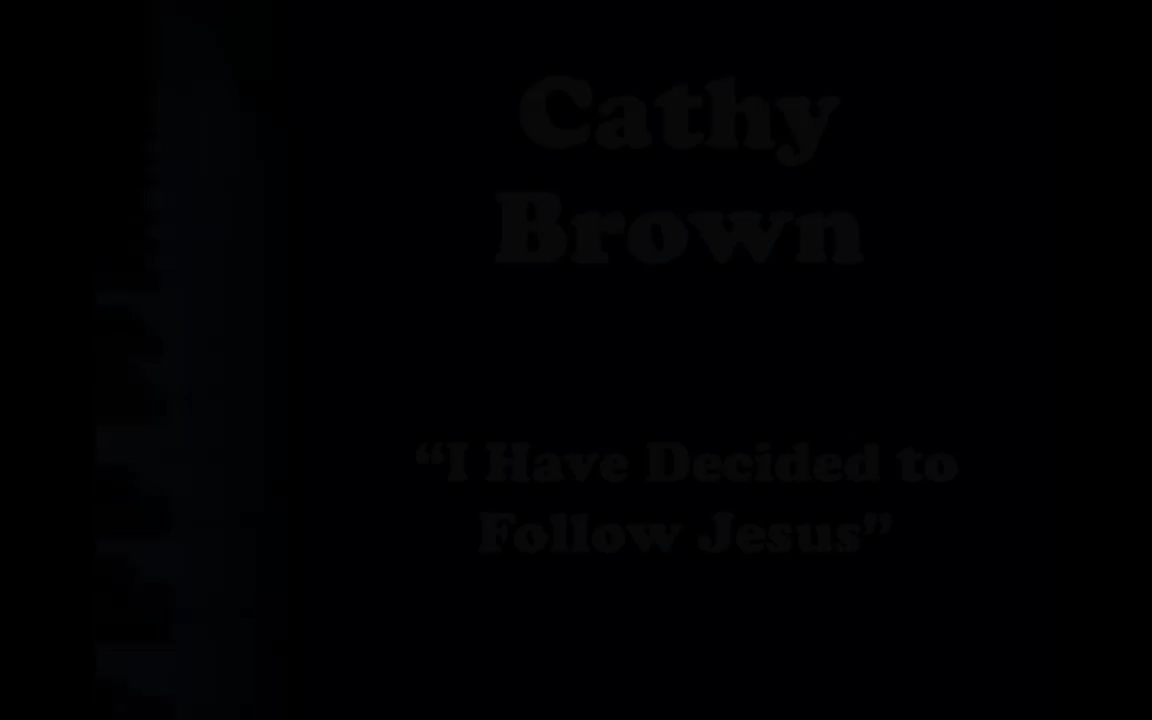 Cathy
Brown
“I Have Decided to
Follow Jesus”